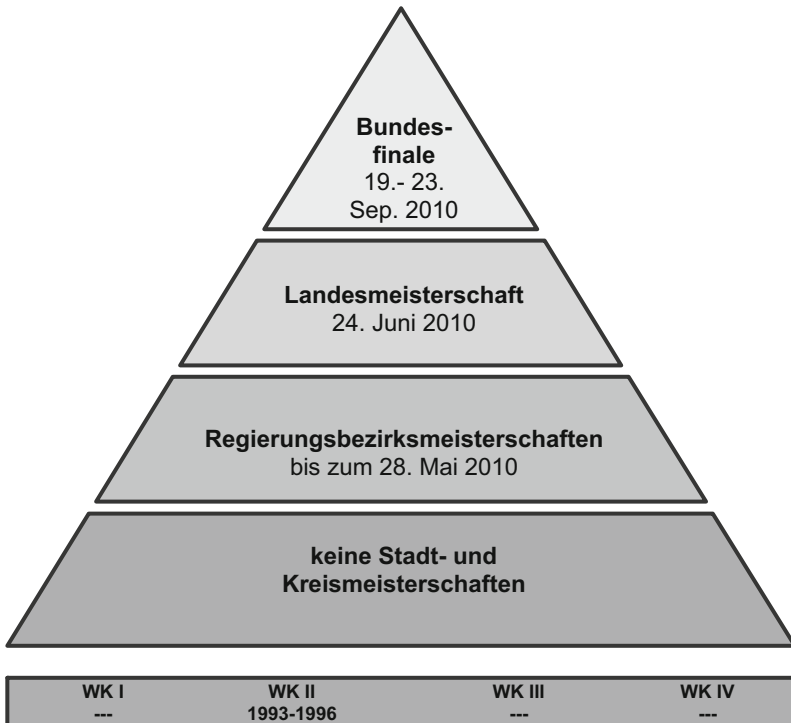 Bundes-
finale
19.- 23.
Sep. 2010
Landesmeisterschaft
24. Juni 2010
Regierungsbezirksmeisterschaften
bis zum 28. Mai 2010
keine Stadt- und
Kreismeisterschaften
WK I WK II WK III WK IV
--- 1993-1996 --- ---